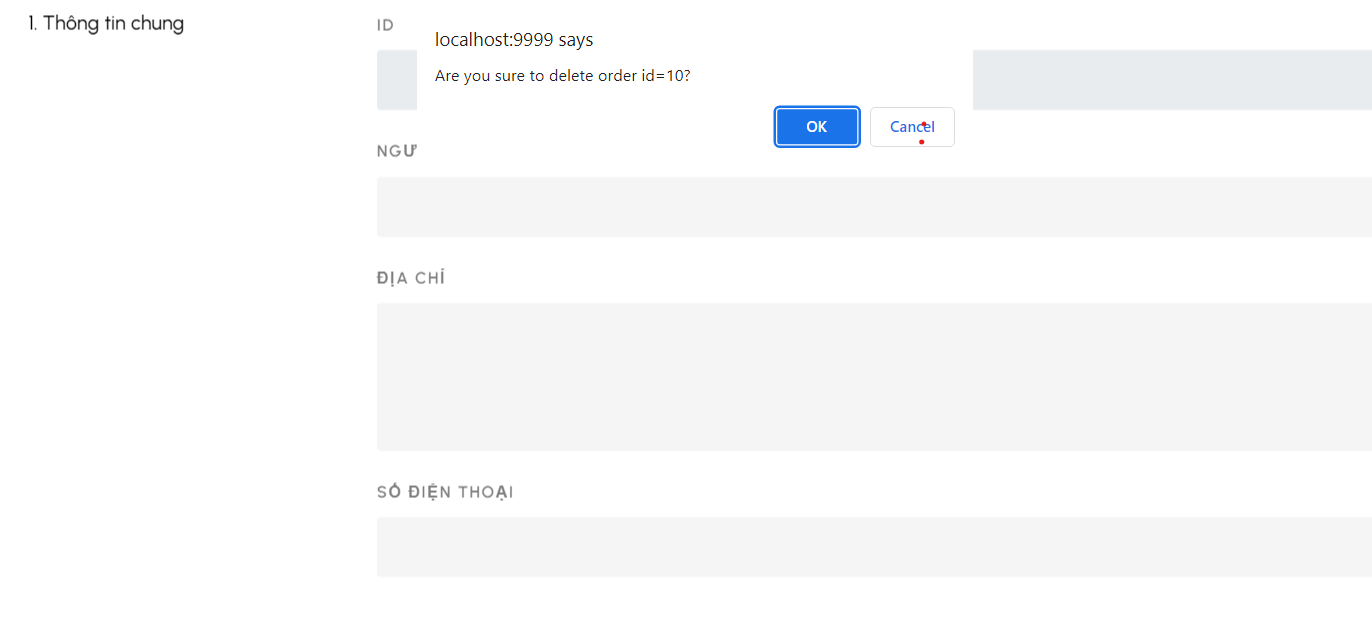 1. Thông tin chung
ID
localhost:9999 says
Are you sure to delete order id=10?
OK
Cancel
NGƯ
ĐỊA CHỈ
SỐ ĐIỆN THOẠI